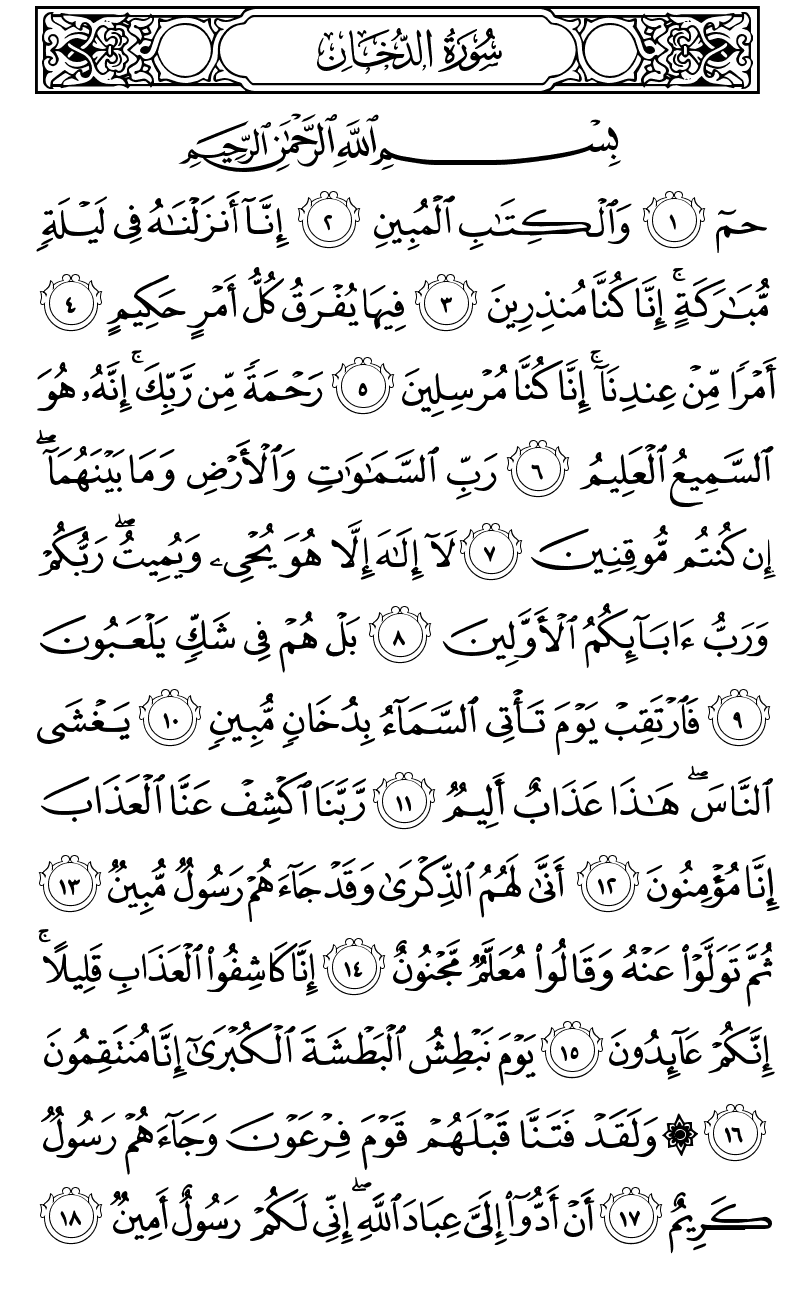 سُورَةُ الدُّخَانِ
بِسْمِ ٱللَّهِ ٱلرَّحْمَٰنِ ٱلرَّحِيمِ
حمٓ ١ وَٱلْكِتَٰبِ ٱلْمُبِينِ ٢ إِنَّآ أَنزَلْنَٰهُ فِى لَيْلَةٍ
مُّبَٰرَكَةٍ ۚ إِنَّا كُنَّا مُنذِرِينَ ٣ فِيهَا يُفْرَقُ كُلُّ أَمْرٍ حَكِيمٍ ٤
أَمْرًا مِّنْ عِندِنَآ ۚ إِنَّا كُنَّا مُرْسِلِينَ ٥ رَحْمَةً مِّن رَّبِّكَ ۚ إِنَّهُۥ هُوَ
ٱلسَّمِيعُ ٱلْعَلِيمُ ٦ رَبِّ ٱلسَّمَٰوَٰتِ وَٱلْأَرْضِ وَمَا بَيْنَهُمَآ ۖ
إِن كُنتُم مُّوقِنِينَ ٧ لَآ إِلَٰهَ إِلَّا هُوَ يُحْىِۦ وَيُمِيتُ ۖ رَبُّكُمْ
وَرَبُّ ءَابَآئِكُمُ ٱلْأَوَّلِينَ ٨ بَلْ هُمْ فِى شَكٍّ يَلْعَبُونَ
٩ فَٱرْتَقِبْ يَوْمَ تَأْتِى ٱلسَّمَآءُ بِدُخَانٍ مُّبِينٍ ١٠ يَغْشَى
ٱلنَّاسَ ۖ هَٰذَا عَذَابٌ أَلِيمٌ ١١ رَّبَّنَا ٱكْشِفْ عَنَّا ٱلْعَذَابَ
إِنَّا مُؤْمِنُونَ ١٢ أَنَّىٰ لَهُمُ ٱلذِّكْرَىٰ وَقَدْ جَآءَهُمْ رَسُولٌ مُّبِينٌ ١٣
ثُمَّ تَوَلَّوْا۟ عَنْهُ وَقَالُوا۟ مُعَلَّمٌ مَّجْنُونٌ ١٤ إِنَّا كَاشِفُوا۟ ٱلْعَذَابِ قَلِيلًا ۚ
إِنَّكُمْ عَآئِدُونَ ١٥ يَوْمَ نَبْطِشُ ٱلْبَطْشَةَ ٱلْكُبْرَىٰٓ إِنَّا مُنتَقِمُونَ
١٦ ۞ وَلَقَدْ فَتَنَّا قَبْلَهُمْ قَوْمَ فِرْعَوْنَ وَجَآءَهُمْ رَسُولٌ
كَرِيمٌ ١٧ أَنْ أَدُّوٓا۟ إِلَىَّ عِبَادَ ٱللَّهِ ۖ إِنِّى لَكُمْ رَسُولٌ أَمِينٌ ١٨